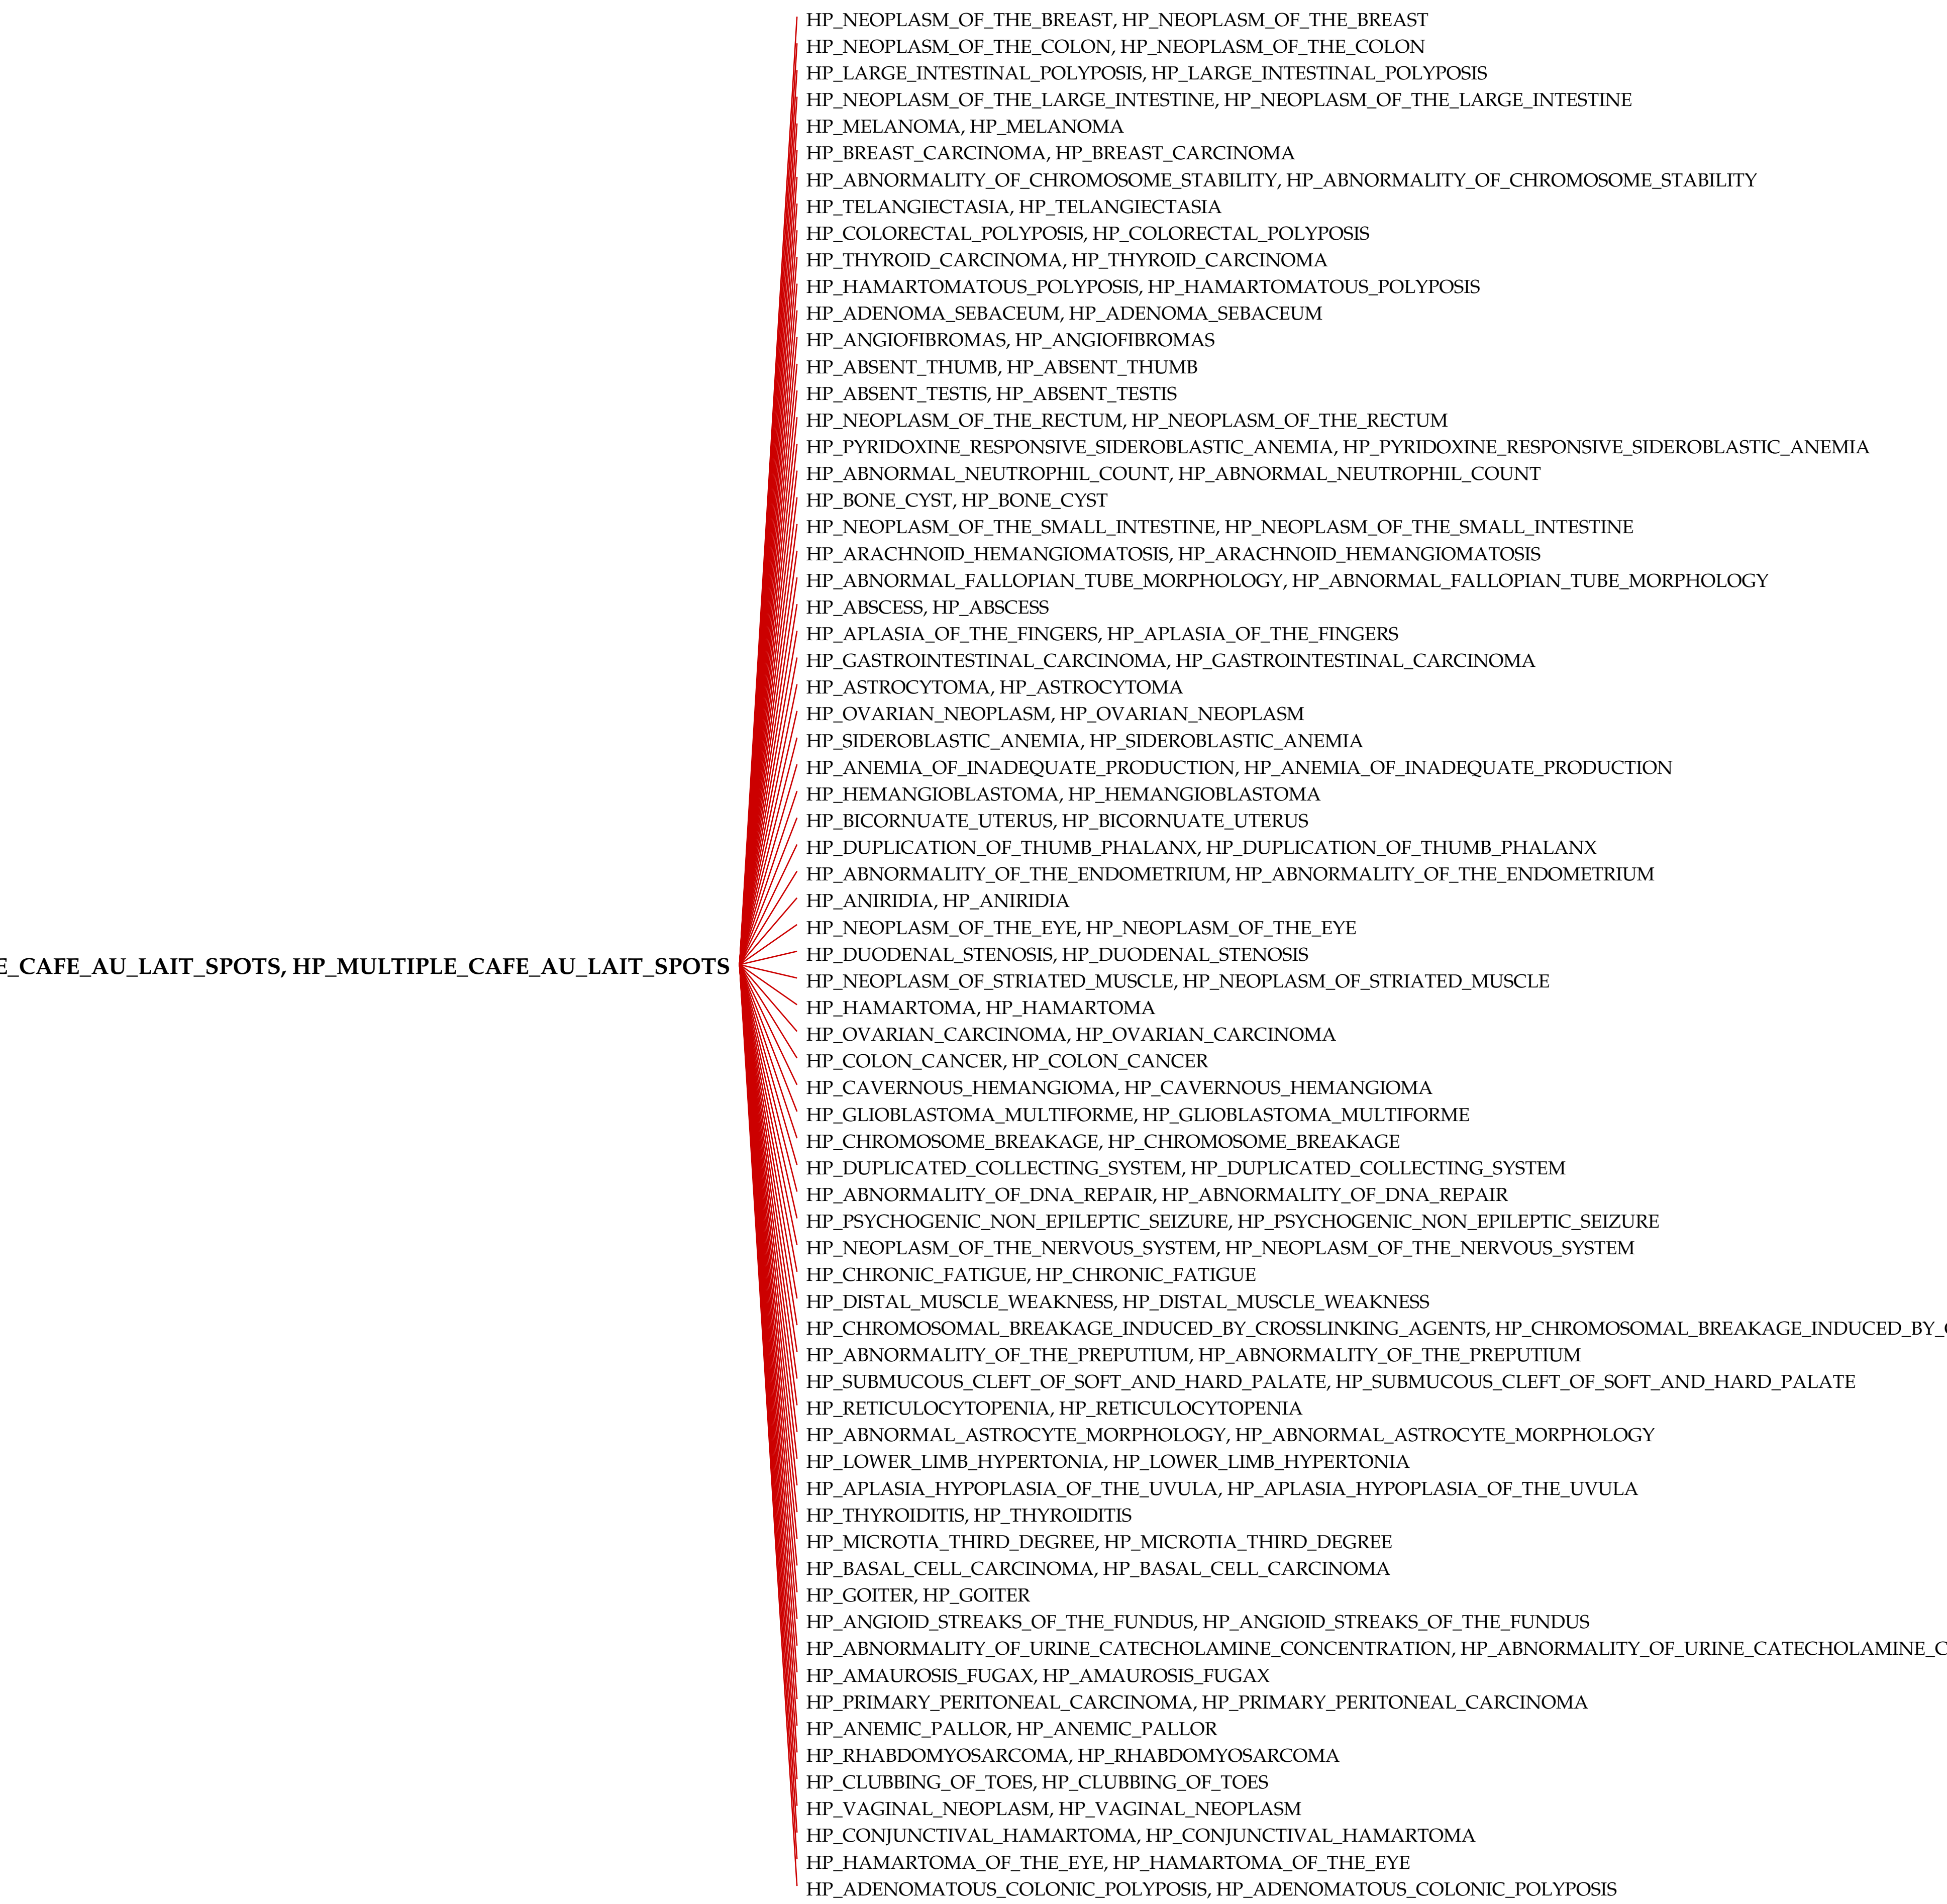 HP_NEOPLASM_OF_THE_BREAST, HP_NEOPLASM_OF_THE_BREAST
HP_NEOPLASM_OF_THE_COLON, HP_NEOPLASM_OF_THE_COLON
HP_LARGE_INTESTINAL_POLYPOSIS, HP_LARGE_INTESTINAL_POLYPOSIS
HP_NEOPLASM_OF_THE_LARGE_INTESTINE, HP_NEOPLASM_OF_THE_LARGE_INTESTINE
HP_MELANOMA, HP_MELANOMA
HP_BREAST_CARCINOMA, HP_BREAST_CARCINOMA
HP_ABNORMALITY_OF_CHROMOSOME_STABILITY, HP_ABNORMALITY_OF_CHROMOSOME_STABILITY
HP_TELANGIECTASIA, HP_TELANGIECTASIA
HP_COLORECTAL_POLYPOSIS, HP_COLORECTAL_POLYPOSIS
HP_THYROID_CARCINOMA, HP_THYROID_CARCINOMA
HP_HAMARTOMATOUS_POLYPOSIS, HP_HAMARTOMATOUS_POLYPOSIS
HP_ADENOMA_SEBACEUM, HP_ADENOMA_SEBACEUM
HP_ANGIOFIBROMAS, HP_ANGIOFIBROMAS
HP_ABSENT_THUMB, HP_ABSENT_THUMB
HP_ABSENT_TESTIS, HP_ABSENT_TESTIS
HP_NEOPLASM_OF_THE_RECTUM, HP_NEOPLASM_OF_THE_RECTUM
HP_PYRIDOXINE_RESPONSIVE_SIDEROBLASTIC_ANEMIA, HP_PYRIDOXINE_RESPONSIVE_SIDEROBLASTIC_ANEMIA
HP_ABNORMAL_NEUTROPHIL_COUNT, HP_ABNORMAL_NEUTROPHIL_COUNT
HP_BONE_CYST, HP_BONE_CYST
HP_NEOPLASM_OF_THE_SMALL_INTESTINE, HP_NEOPLASM_OF_THE_SMALL_INTESTINE
HP_ARACHNOID_HEMANGIOMATOSIS, HP_ARACHNOID_HEMANGIOMATOSIS
HP_ABNORMAL_FALLOPIAN_TUBE_MORPHOLOGY, HP_ABNORMAL_FALLOPIAN_TUBE_MORPHOLOGY
HP_ABSCESS, HP_ABSCESS
HP_APLASIA_OF_THE_FINGERS, HP_APLASIA_OF_THE_FINGERS
HP_GASTROINTESTINAL_CARCINOMA, HP_GASTROINTESTINAL_CARCINOMA
HP_ASTROCYTOMA, HP_ASTROCYTOMA
HP_OVARIAN_NEOPLASM, HP_OVARIAN_NEOPLASM
HP_SIDEROBLASTIC_ANEMIA, HP_SIDEROBLASTIC_ANEMIA
HP_ANEMIA_OF_INADEQUATE_PRODUCTION, HP_ANEMIA_OF_INADEQUATE_PRODUCTION
HP_HEMANGIOBLASTOMA, HP_HEMANGIOBLASTOMA
HP_BICORNUATE_UTERUS, HP_BICORNUATE_UTERUS
HP_DUPLICATION_OF_THUMB_PHALANX, HP_DUPLICATION_OF_THUMB_PHALANX
HP_ABNORMALITY_OF_THE_ENDOMETRIUM, HP_ABNORMALITY_OF_THE_ENDOMETRIUM
HP_ANIRIDIA, HP_ANIRIDIA
HP_NEOPLASM_OF_THE_EYE, HP_NEOPLASM_OF_THE_EYE
HP_DUODENAL_STENOSIS, HP_DUODENAL_STENOSIS
E_CAFE_AU_LAIT_SPOTS, HP_MULTIPLE_CAFE_AU_LAIT_SPOTS
HP_NEOPLASM_OF_STRIATED_MUSCLE, HP_NEOPLASM_OF_STRIATED_MUSCLE
HP_HAMARTOMA, HP_HAMARTOMA
HP_OVARIAN_CARCINOMA, HP_OVARIAN_CARCINOMA
HP_COLON_CANCER, HP_COLON_CANCER
HP_CAVERNOUS_HEMANGIOMA, HP_CAVERNOUS_HEMANGIOMA
HP_GLIOBLASTOMA_MULTIFORME, HP_GLIOBLASTOMA_MULTIFORME
HP_CHROMOSOME_BREAKAGE, HP_CHROMOSOME_BREAKAGE
HP_DUPLICATED_COLLECTING_SYSTEM, HP_DUPLICATED_COLLECTING_SYSTEM
HP_ABNORMALITY_OF_DNA_REPAIR, HP_ABNORMALITY_OF_DNA_REPAIR
HP_PSYCHOGENIC_NON_EPILEPTIC_SEIZURE, HP_PSYCHOGENIC_NON_EPILEPTIC_SEIZURE
HP_NEOPLASM_OF_THE_NERVOUS_SYSTEM, HP_NEOPLASM_OF_THE_NERVOUS_SYSTEM
HP_CHRONIC_FATIGUE, HP_CHRONIC_FATIGUE
HP_DISTAL_MUSCLE_WEAKNESS, HP_DISTAL_MUSCLE_WEAKNESS
HP_CHROMOSOMAL_BREAKAGE_INDUCED_BY_CROSSLINKING_AGENTS, HP_CHROMOSOMAL_BREAKAGE_INDUCED_BY_
HP_ABNORMALITY_OF_THE_PREPUTIUM, HP_ABNORMALITY_OF_THE_PREPUTIUM
HP_SUBMUCOUS_CLEFT_OF_SOFT_AND_HARD_PALATE, HP_SUBMUCOUS_CLEFT_OF_SOFT_AND_HARD_PALATE
HP_RETICULOCYTOPENIA, HP_RETICULOCYTOPENIA
HP_ABNORMAL_ASTROCYTE_MORPHOLOGY, HP_ABNORMAL_ASTROCYTE_MORPHOLOGY
HP_LOWER_LIMB_HYPERTONIA, HP_LOWER_LIMB_HYPERTONIA
HP_APLASIA_HYPOPLASIA_OF_THE_UVULA, HP_APLASIA_HYPOPLASIA_OF_THE_UVULA
HP_THYROIDITIS, HP_THYROIDITIS
HP_MICROTIA_THIRD_DEGREE, HP_MICROTIA_THIRD_DEGREE
HP_BASAL_CELL_CARCINOMA, HP_BASAL_CELL_CARCINOMA
HP_GOITER, HP_GOITER
HP_ANGIOID_STREAKS_OF_THE_FUNDUS, HP_ANGIOID_STREAKS_OF_THE_FUNDUS
HP_ABNORMALITY_OF_URINE_CATECHOLAMINE_CONCENTRATION, HP_ABNORMALITY_OF_URINE_CATECHOLAMINE_C
HP_AMAUROSIS_FUGAX, HP_AMAUROSIS_FUGAX
HP_PRIMARY_PERITONEAL_CARCINOMA, HP_PRIMARY_PERITONEAL_CARCINOMA
HP_ANEMIC_PALLOR, HP_ANEMIC_PALLOR
HP_RHABDOMYOSARCOMA, HP_RHABDOMYOSARCOMA
HP_CLUBBING_OF_TOES, HP_CLUBBING_OF_TOES
HP_VAGINAL_NEOPLASM, HP_VAGINAL_NEOPLASM
HP_CONJUNCTIVAL_HAMARTOMA, HP_CONJUNCTIVAL_HAMARTOMA
HP_HAMARTOMA_OF_THE_EYE, HP_HAMARTOMA_OF_THE_EYE
HP_ADENOMATOUS_COLONIC_POLYPOSIS, HP_ADENOMATOUS_COLONIC_POLYPOSIS